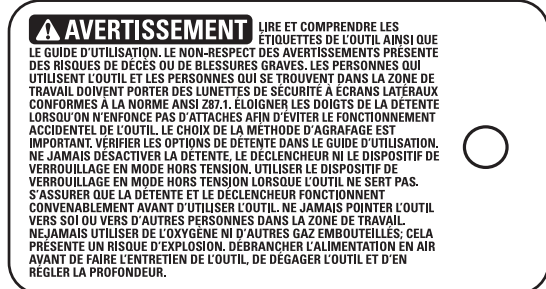 AVERTISSEMENT LIRE ET COMPRENDRE LES
ÉTIQUETTES DE L'OUTIL AINSI QUE
LE GUIDE D'UTILISATION. LE NON-RESPECT DES AVERTISSEMENTS PRÉSENTE
DES RISQUES DE DÉCÈS OU DE BLESSURES GRAVES. LES PERSONNES QUI
UTILISENT L'OUTIL ET LES PERSONNES QUI SE TROUVENT DANS LA ZONE DE
TRAVAIL DOIVENT PORTER DES LUNETTES DE SÉCURITÉ À ÉCRANS LATÉRAUX
CONFORMES À LA NORME ANSI Z87.1. ÉLOIGNER LES DOIGTS DE LA DÉTENTE
LORSQU'ON N'ENFONCE PAS D'ATTACHES AFIN D'ÉVITER LE FONCTIONNEMENT
ACCIDENTEL DE L'OUTIL. LE CHOIX DE LA MÉTHODE D'AGRAFAGE EST
IMPORTANT. VÉRIFIER LES OPTIONS DE DÉTENTE DANS LE GUIDE D'UTILISATION.
NE JAMAIS DÉSACTIVER LA DÉTENTE, LE DÉCLENCHEUR NI LE DISPOSITIF DE
VERROUILLAGE EN MODE HORS TENSION. UTILISER LE DISPOSITIF DE
VERROUILLAGE EN MODE HORS TENSION LORSQUE L'OUTIL NE SERT PAS.
S'ASSURER QUE LA DÉTENTE ET LE DÉCLENCHEUR FONCTIONNENT
CONVENABLEMENT AVANT D'UTILISER L'OUTIL. NE JAMAIS POINTER L'OUTIL
VERS SOI OU VERS D'AUTRES PERSONNES DANS LA ZONE DE TRAVAIL.
NEJAMAIS UTILISER DE L'OXYGÈNE NI D'AUTRES GAZ EMBOUTEILLÉS; CELA
PRÉSENTE UN RISQUE D'EXPLOSION. DÉBRANCHER L'ALIMENTATION EN AIR
AVANT DE FAIRE L'ENTRETIEN DE L'OUTIL, DE DÉGAGER L'OUTIL ET D'EN
RÉGLER LA PROFONDEUR.